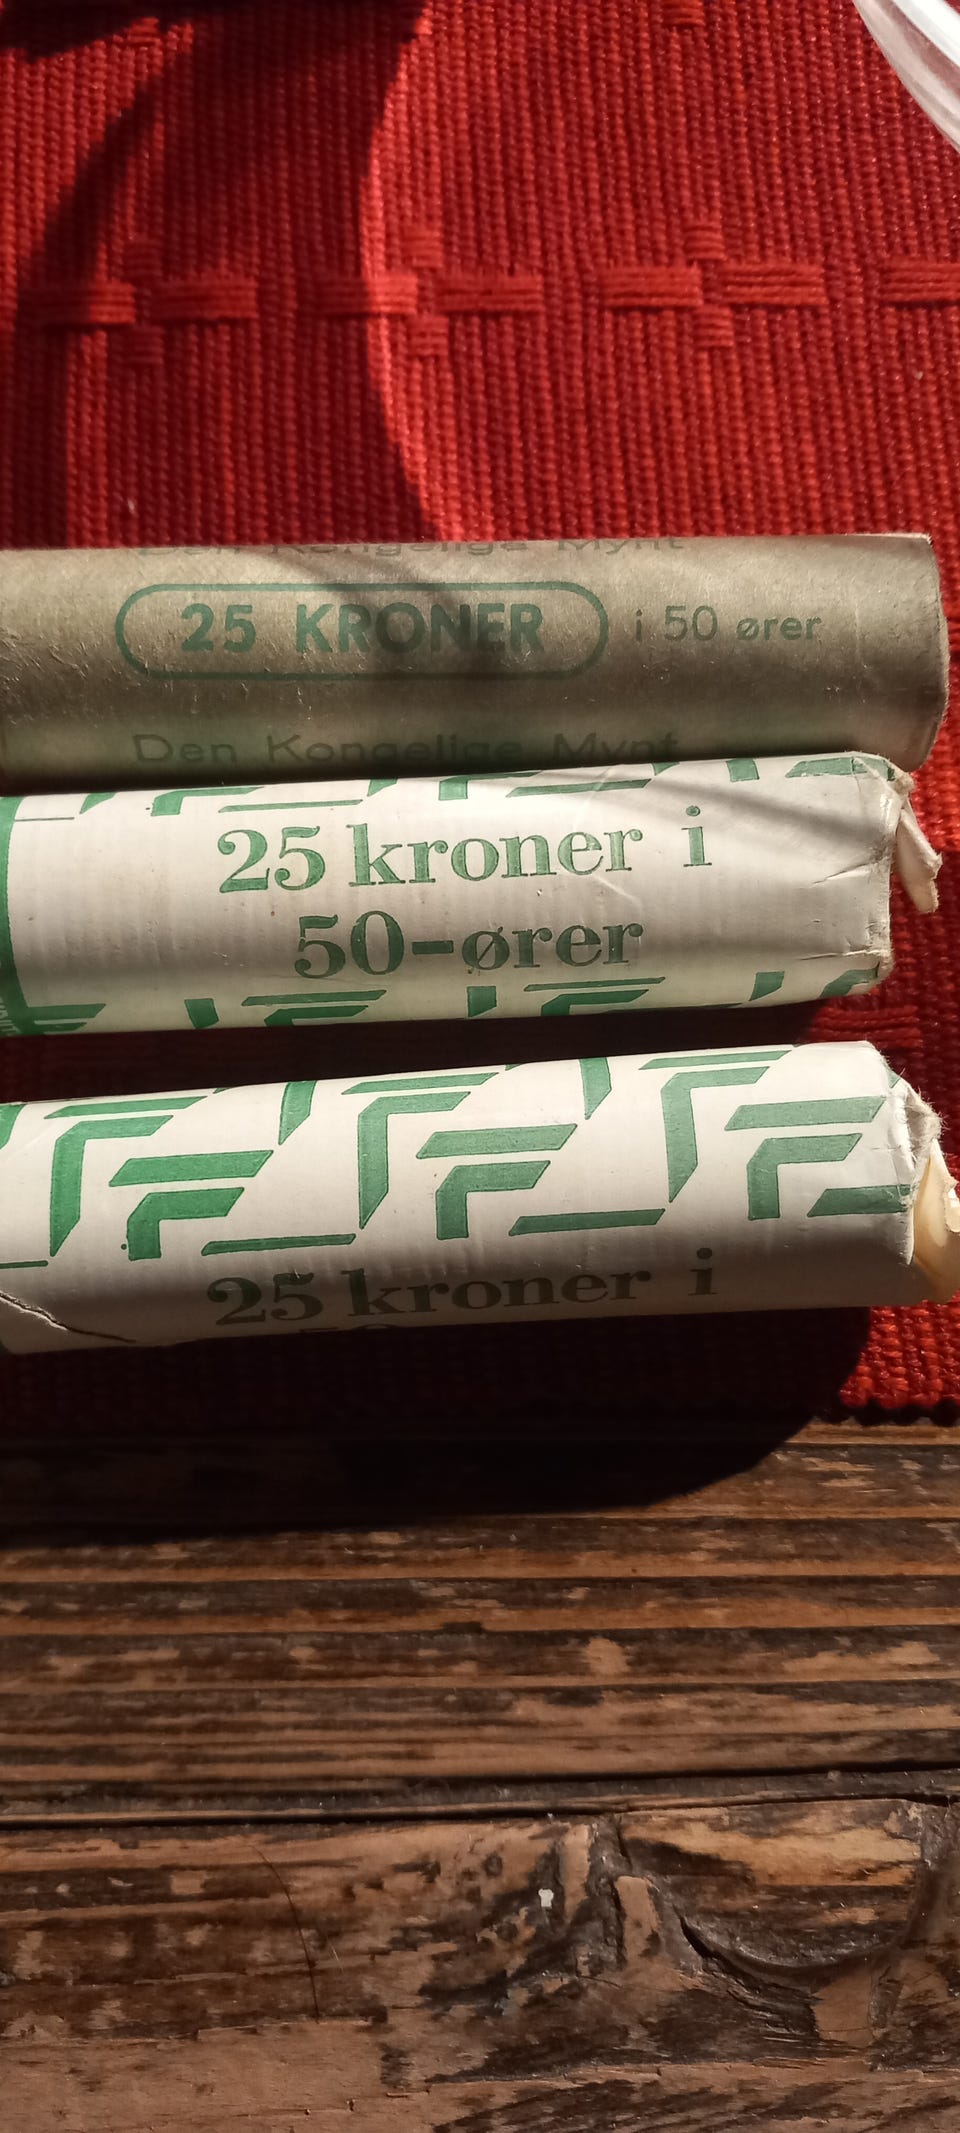 Den Kongelige Mynt
25 KRONER i 50 ører
Den Kongelige Mynt
25 kroner i
50-ører
25 kroner i